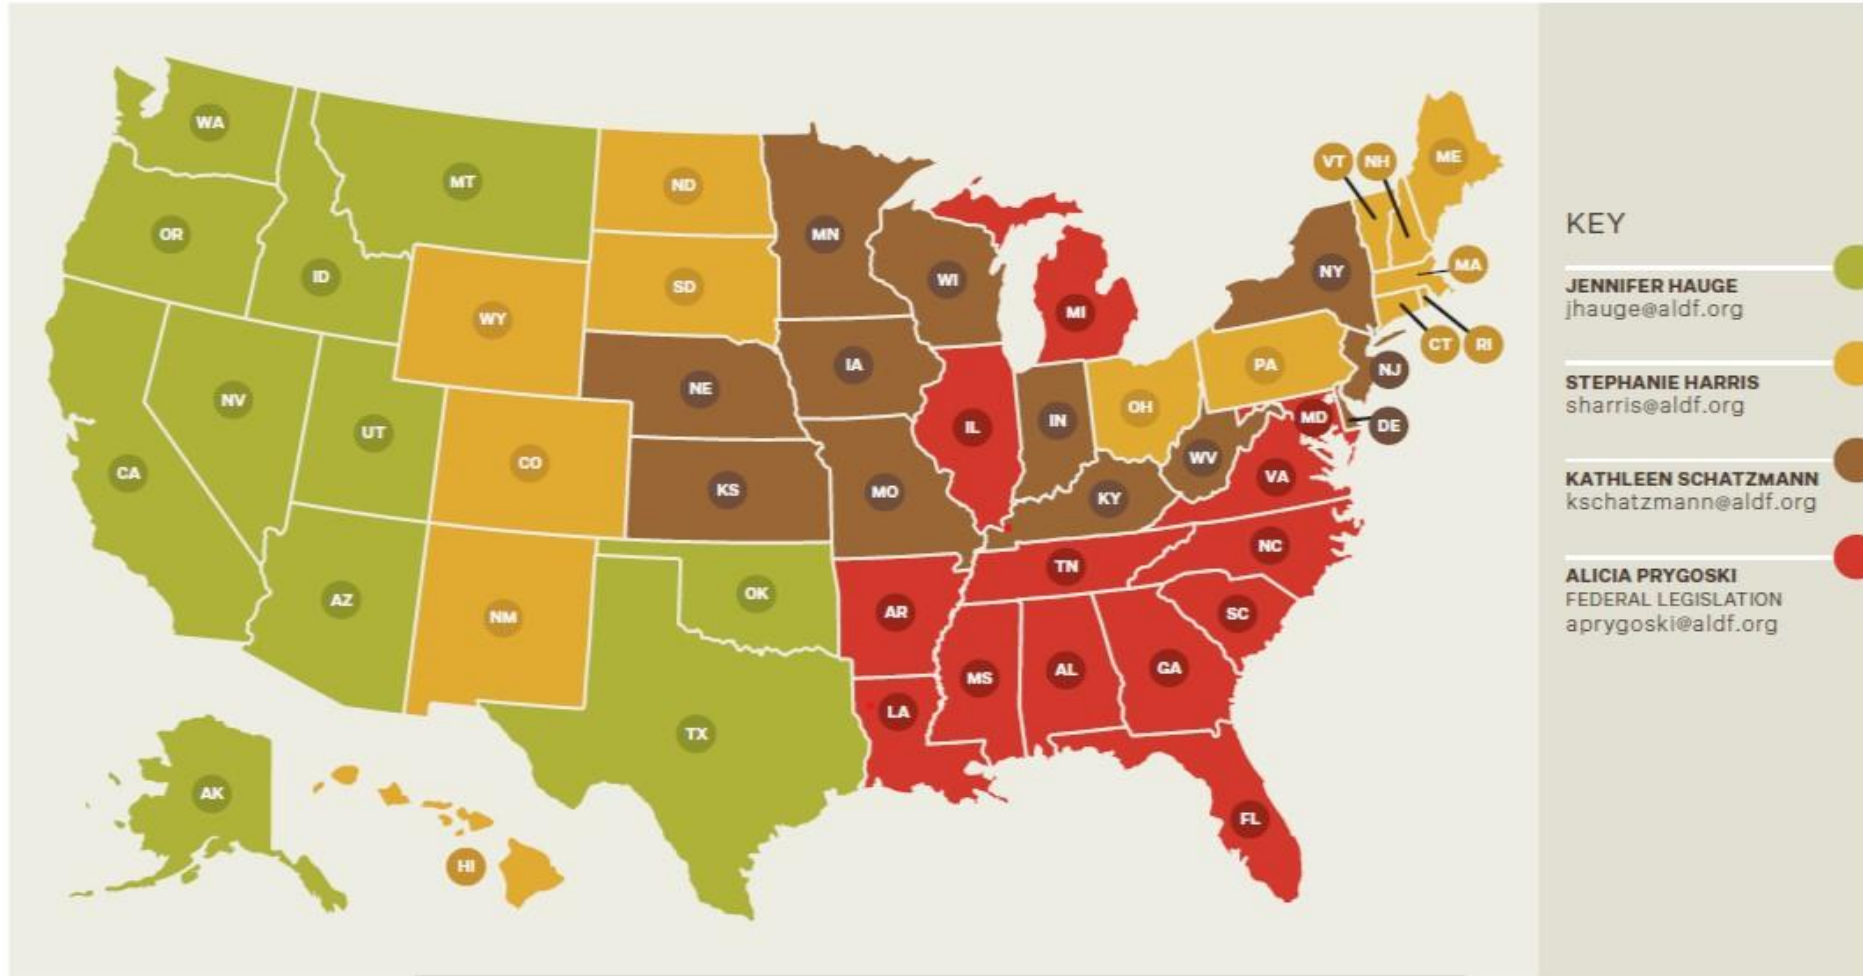 WA
MT
ND
MN
VT
NH
ME
OR
ID
SD
WI
NY
MA
WY
MI
IA
NE
PA
CT
RI
NJ
NV
UT
OH
IN
IL
MD
DE
CA
CO
KS
MO
KY
WV
VA
AZ
NM
OK
TN
NC
AR
SC
MS
AL
GA
LA
TX
AK
HI
FL
KEY
JENNIFER HAUGE
jhauge@aldf.org
STEPHANIE HARRIS
sharris@aldf.org
KATHLEEN SCHATZMANN
kschatzmann@aldf.org
ALICIA PRYGOSKI
FEDERAL LEGISLATION
aprygoski@aldf.org